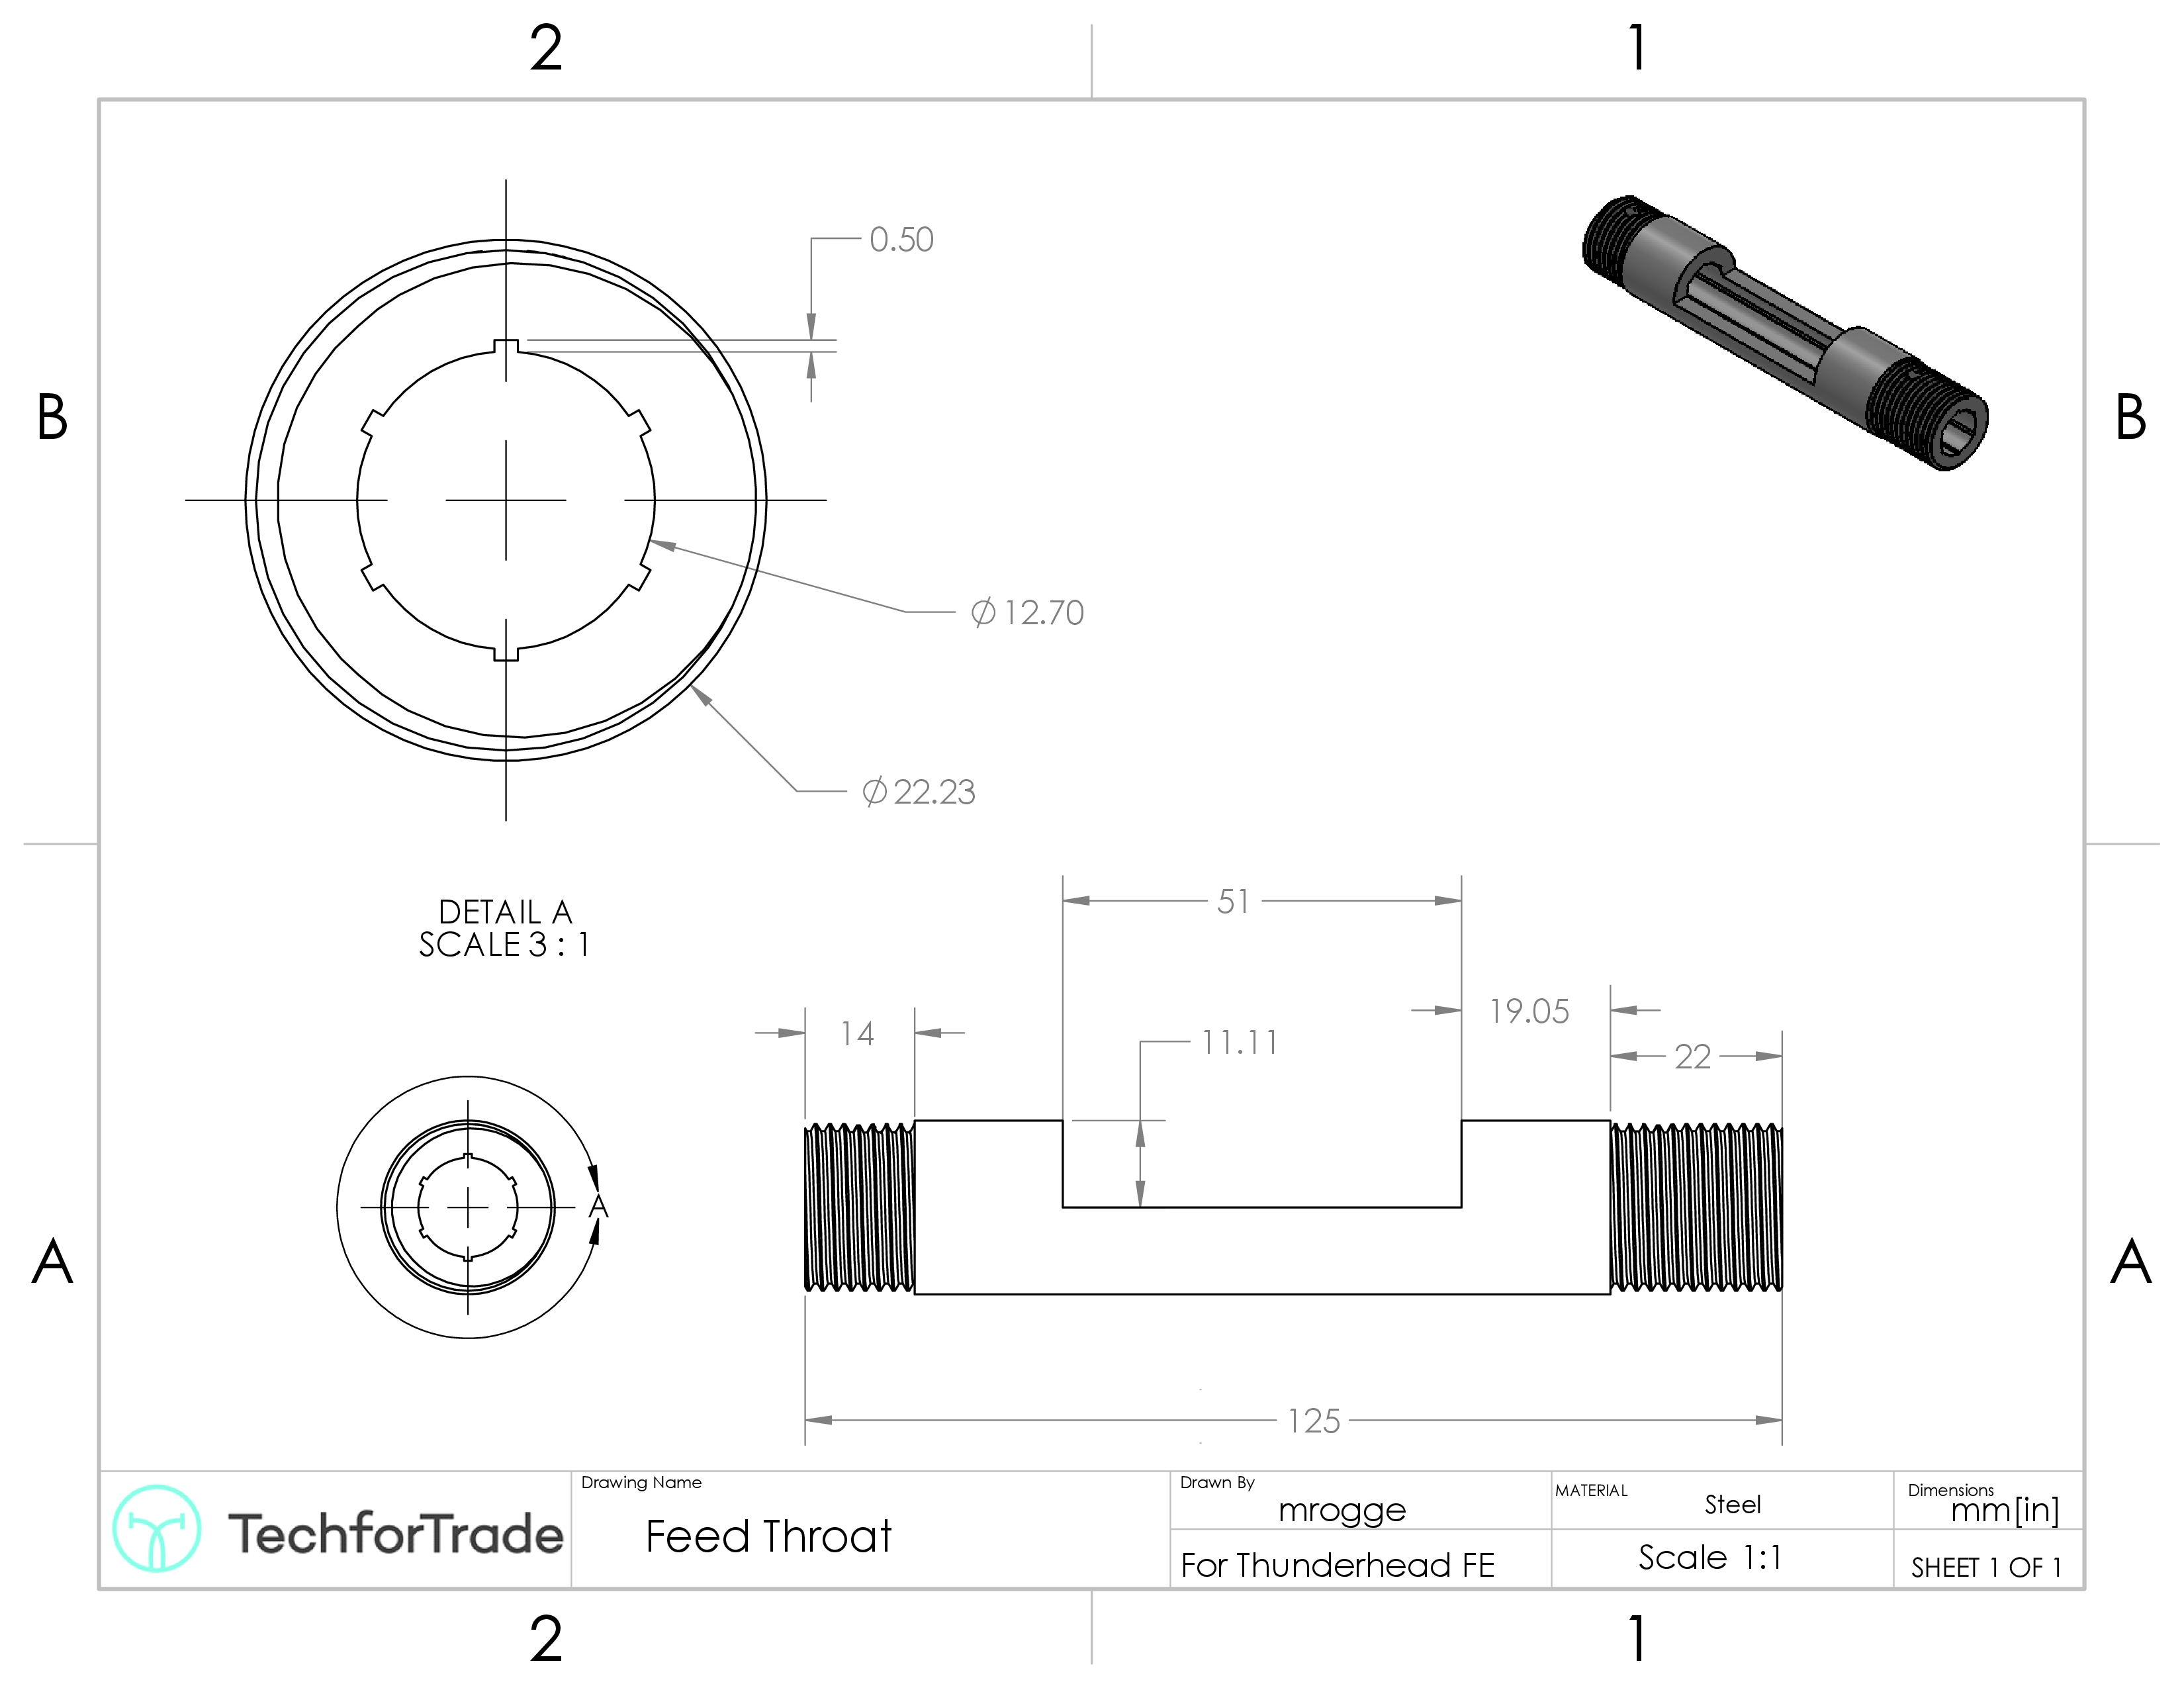 2 1
B B
0.50
⌀12.70
⌀22.23
DETAIL A
SCALE 3 : 1
51
19.05
14
11.11
22
A
A A
125
TechforTrade
Drawing Name
Feed Throat
Drawn By
mrogge
For Thunderhead FE
MATERIAL
Steel
Scale 1:1
Dimensions
mm[in]
SHEET 1 OF 1
2 1